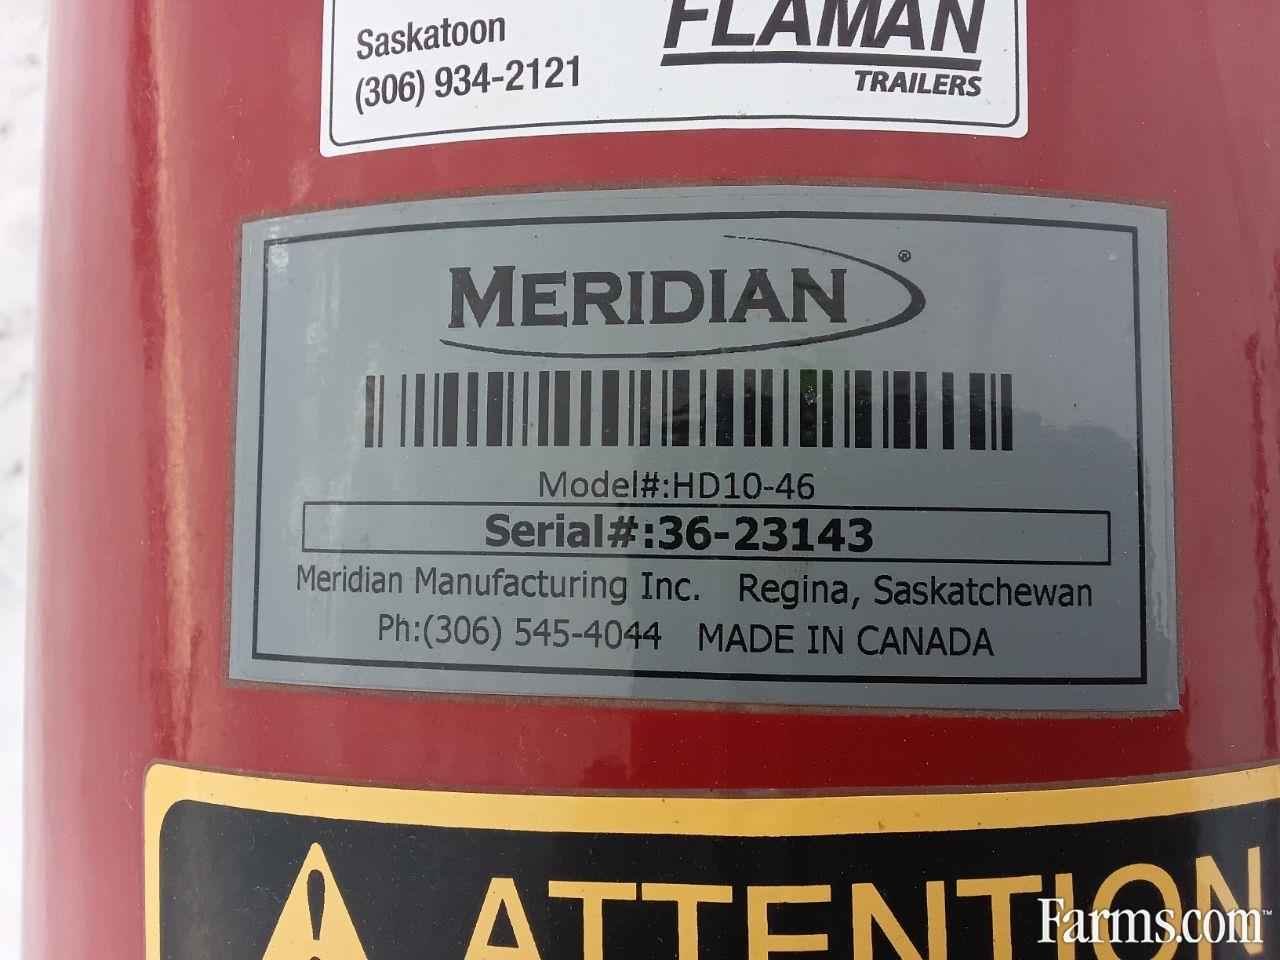 Saskatoon
(306) 934-2121
FLAMAN
TRAILERS
MERIDIAN®
Model#:HD10-46
Serial#:36-23143
Meridian Manufacturing Inc. Regina, Saskatchewan
Ph:(306) 545-4044 MADE IN CANADA
ATTENTION
Farms.com™